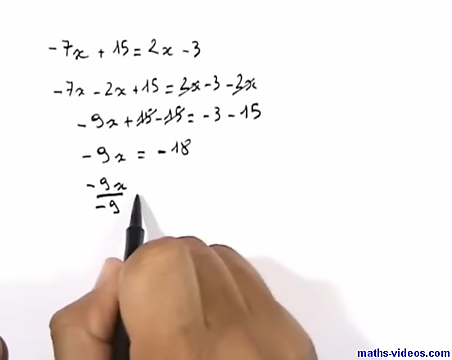 -7x + 15 = 2x - 3
-7x - 2x + 15 = 2x - 3 - 2x
-9x + 15 - 15 = -3 - 15
-9x = -18
-9x
-9
maths-videos.com